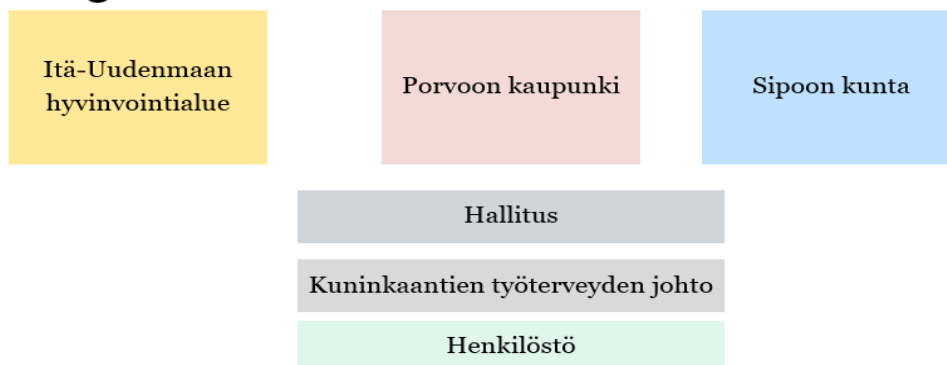 Itä-Uudenmaan
hyvinvointialue
Porvoon kaupunki
Sipoon kunta
Hallitus
Kuninkaantien työterveyden johto
Henkilöstö